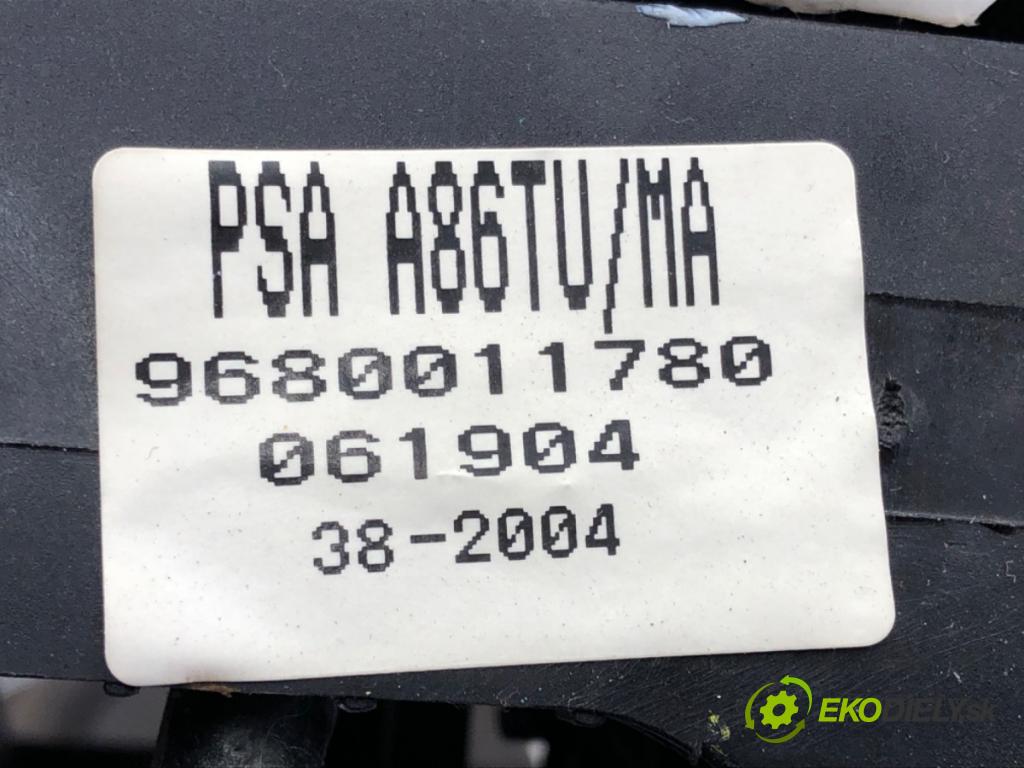 PSA A86TU/MA
9680011780
061904
38-2004
EKODIELY.SK